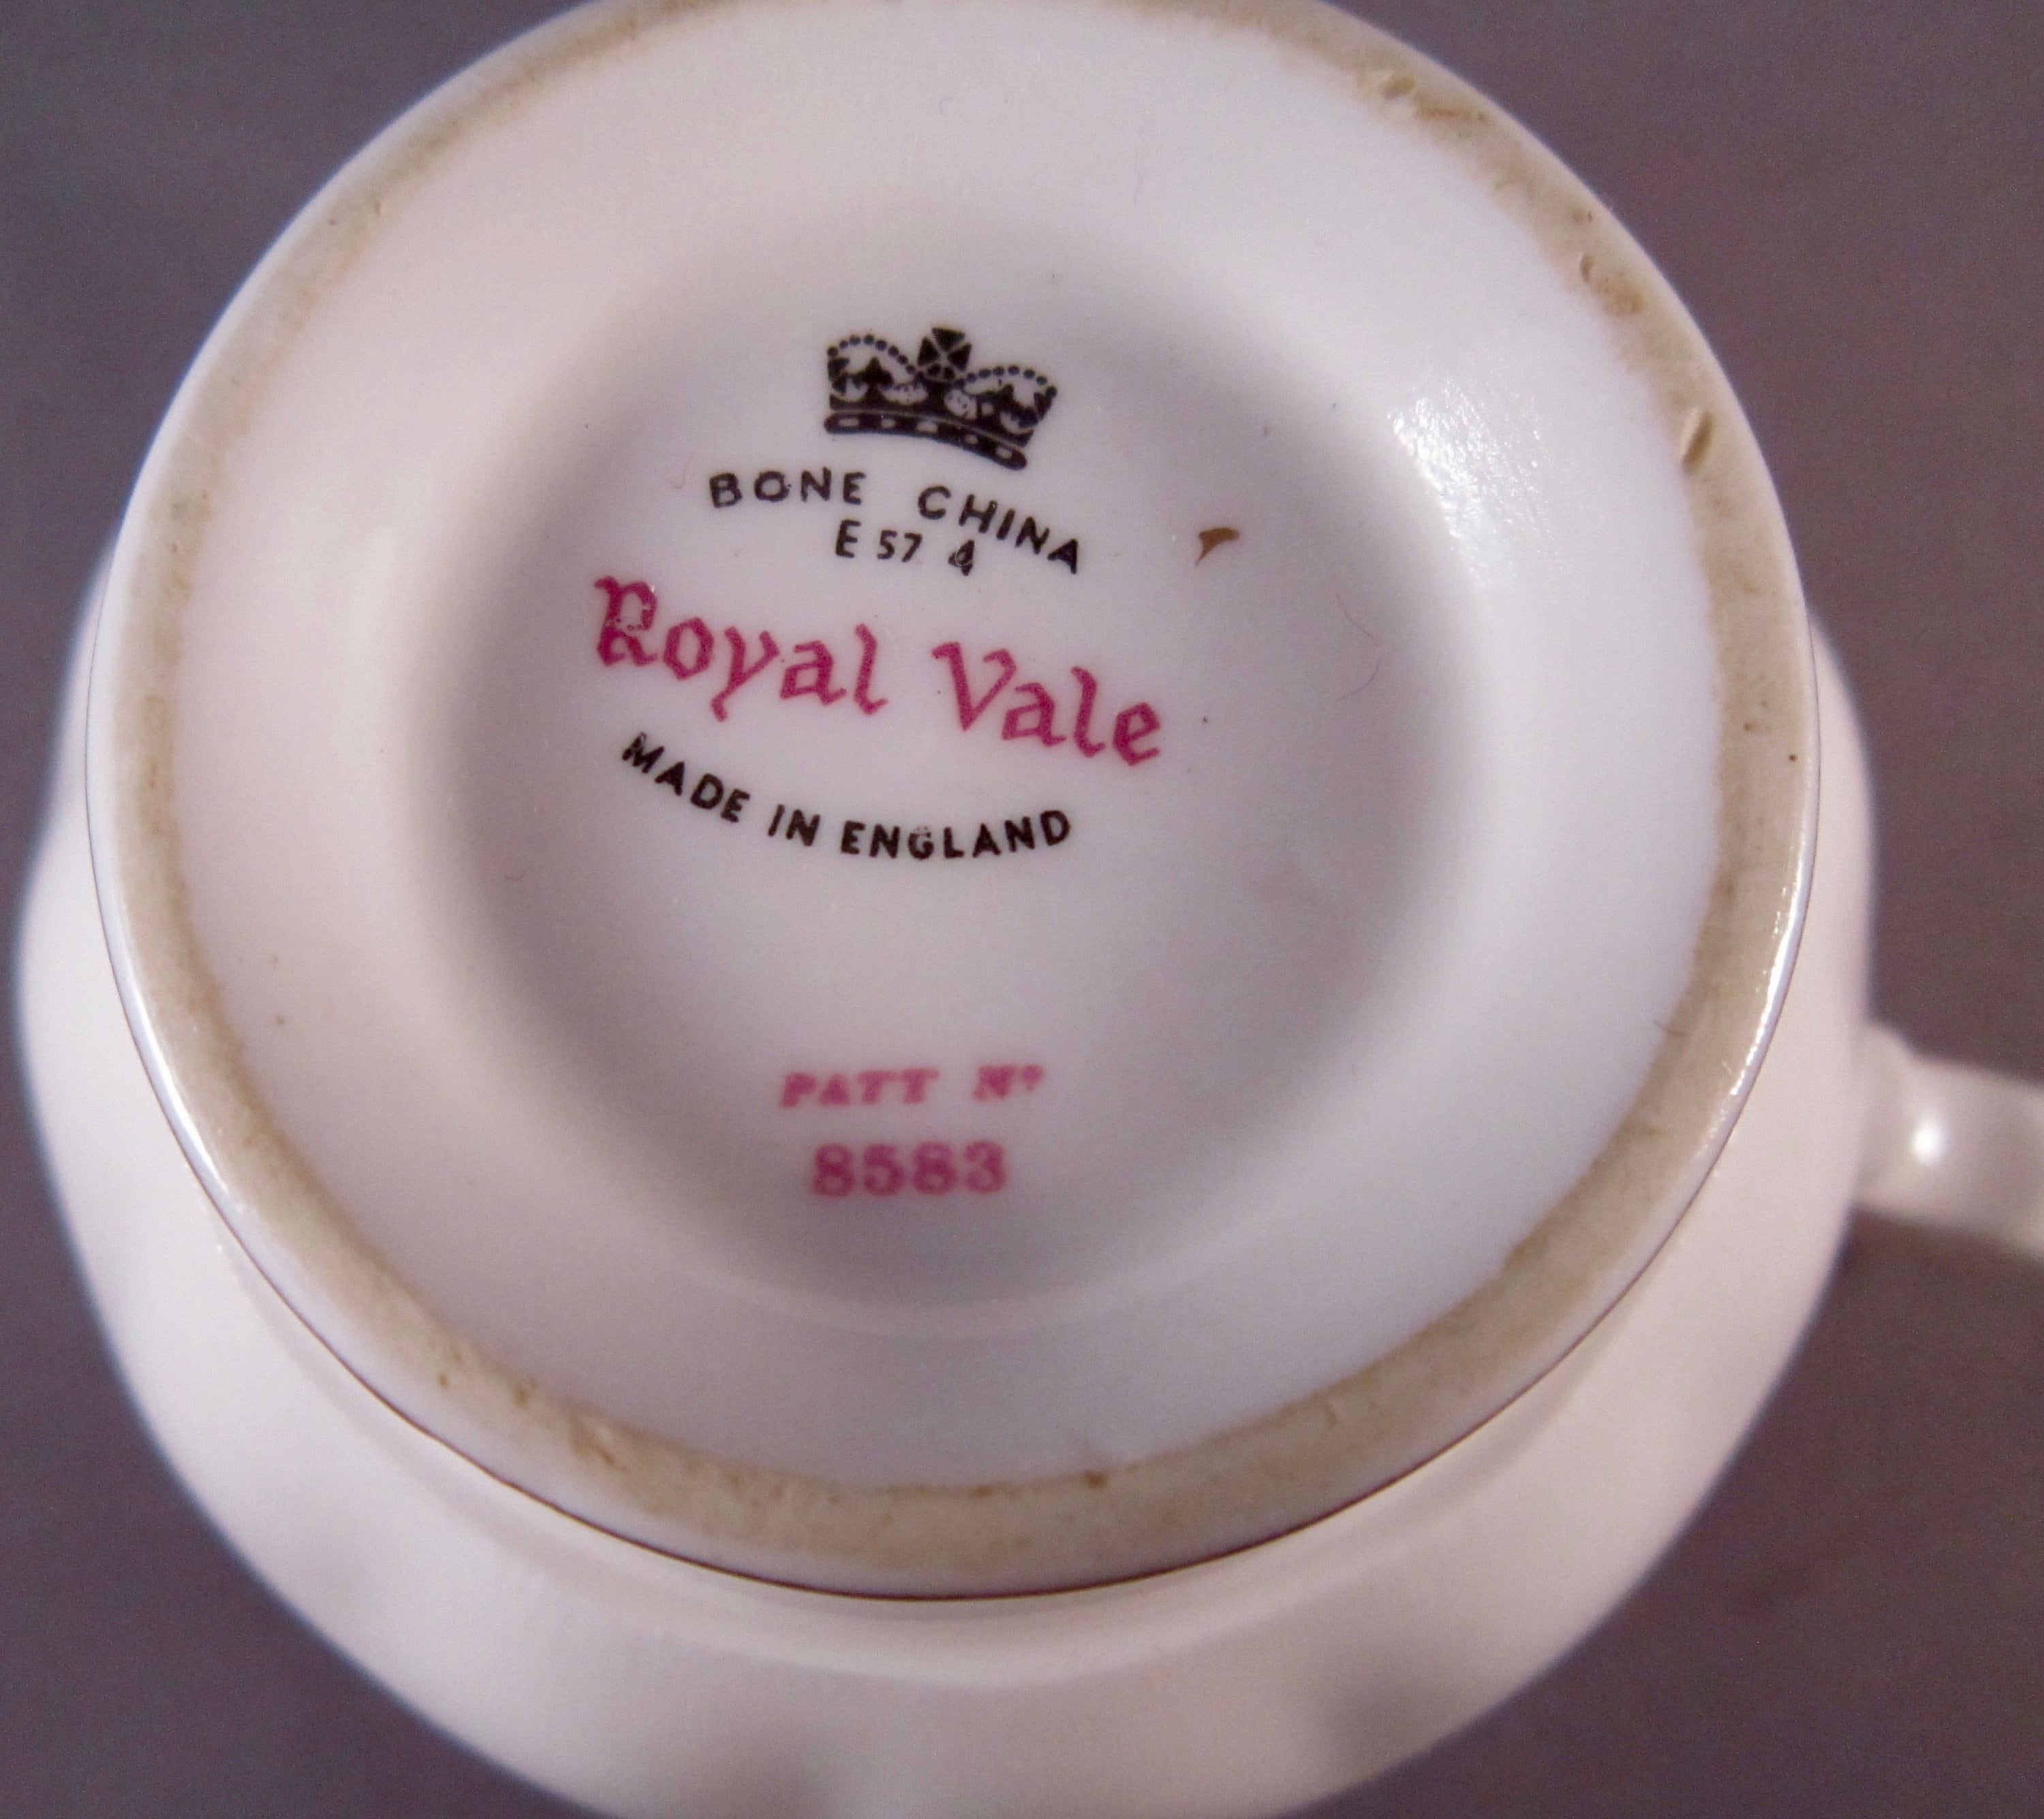 BONE CHINA
E 57 4
Royal Vale
MADE IN ENGLAND
PATT Nº
8583